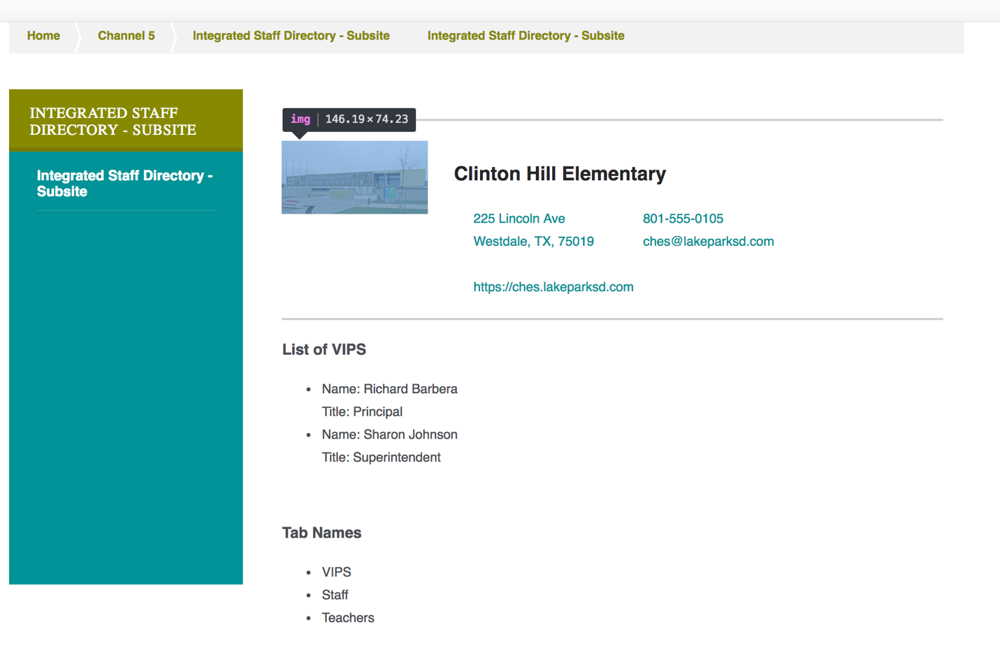 Home
Channel 5
Integrated Staff Directory - Subsite
Integrated Staff Directory - Subsite
INTEGRATED STAFF
DIRECTORY - SUBSITE
Integrated Staff Directory -
Subsite
img 146.19×74.23
Clinton Hill Elementary
225 Lincoln Ave
801-555-0105
Westdale, TX, 75019
ches@lakeparksd.com
https://ches.lakeparksd.com
List of VIPS
• Name: Richard Barbera
Title: Principal
• Name: Sharon Johnson
Title: Superintendent
Tab Names
• VIPS
• Staff
• Teachers